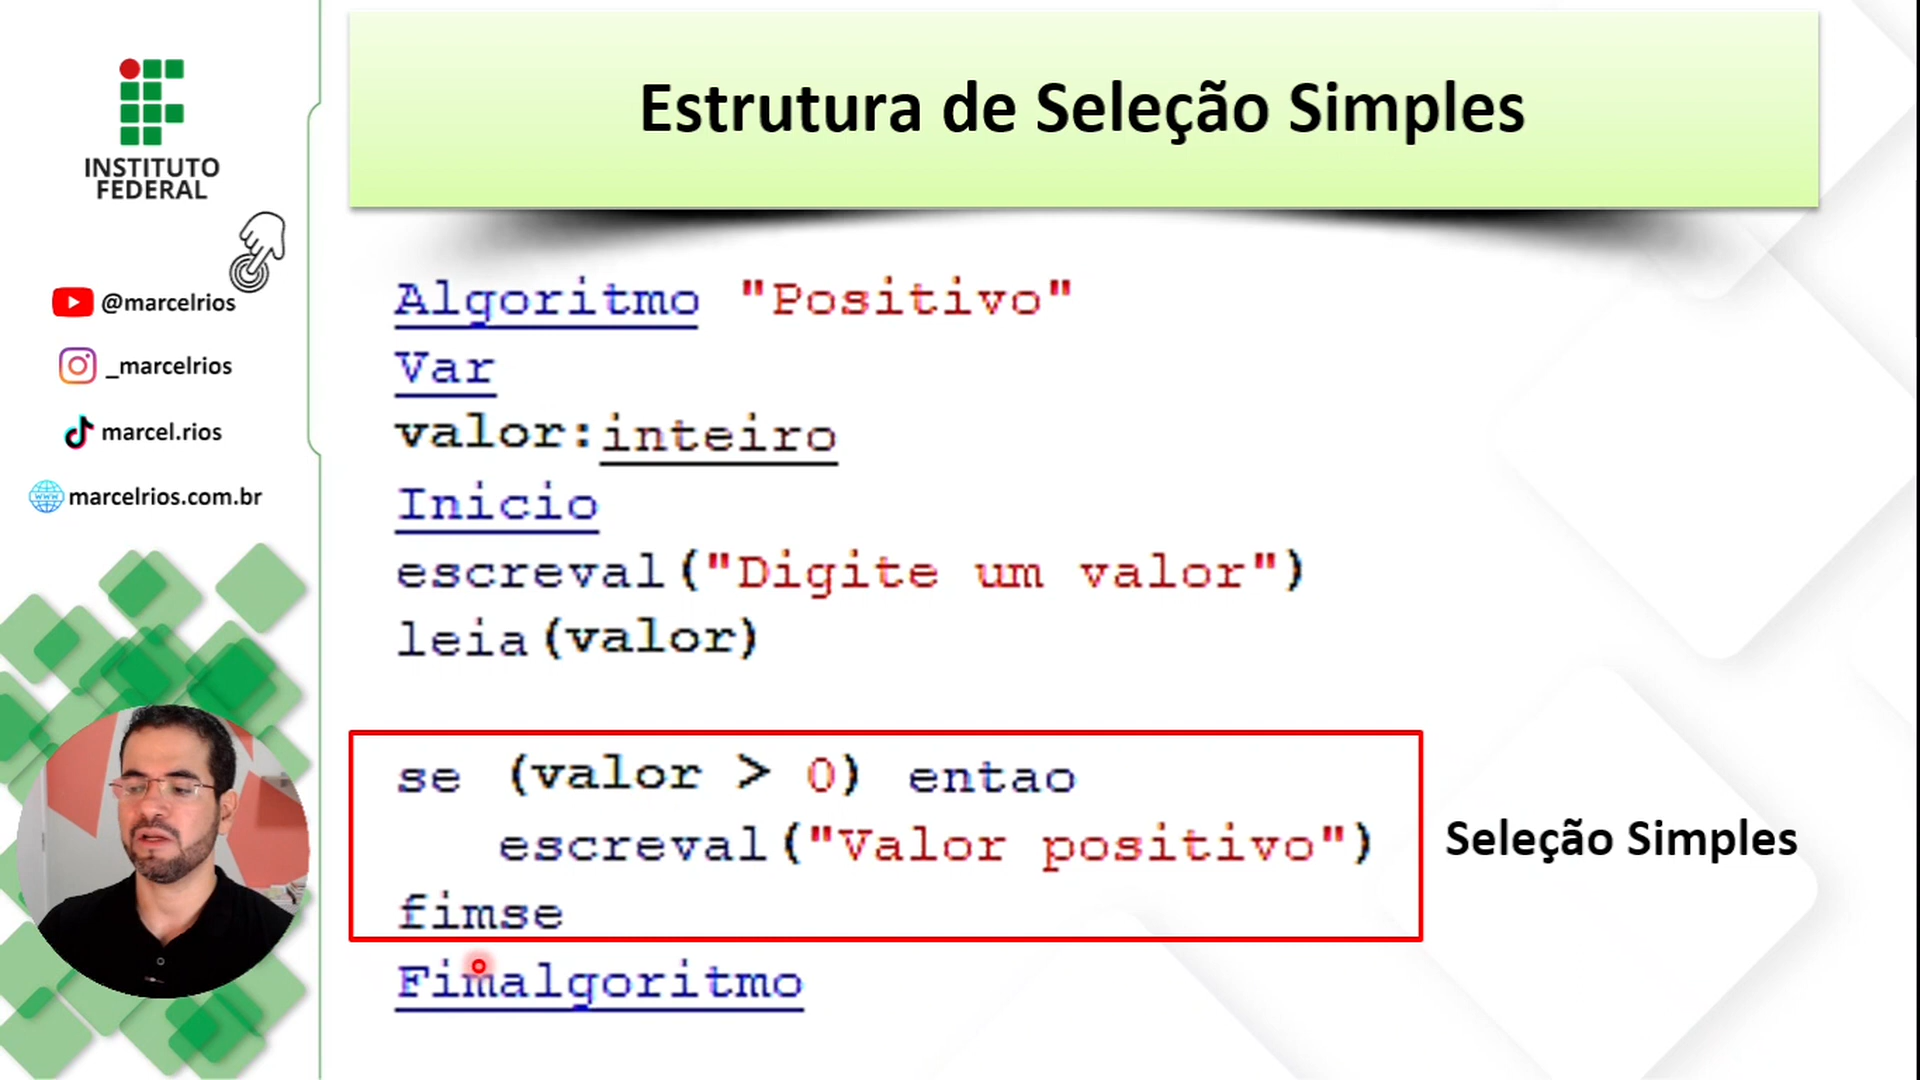 INSTITUTO
FEDERAL
@marcelrios
_marcelrios
marcel.rios
marcelrios.com.br
Estrutura de Seleção Simples
Algoritmo "Positivo"
Var
valor:inteiro
Inicio
escreval("Digite um valor")
leia(valor)
se (valor > 0) entao
escreval("Valor positivo")
fimse
Fimalgoritmo
Seleção Simples